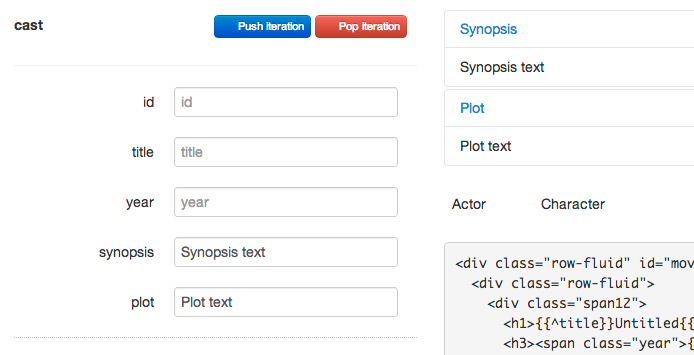 cast
Push iteration
Pop iteration
id
id
title
title
year
year
synopsis
Synopsis text
plot
Plot text
Synopsis
Synopsis text
Plot
Plot text
Actor Character
<div class="row-fluid" id="mov
<div class="row-fluid">
<div class="span12">
<h1>{{^title}}Untitled{{
<h3><span class="year">{